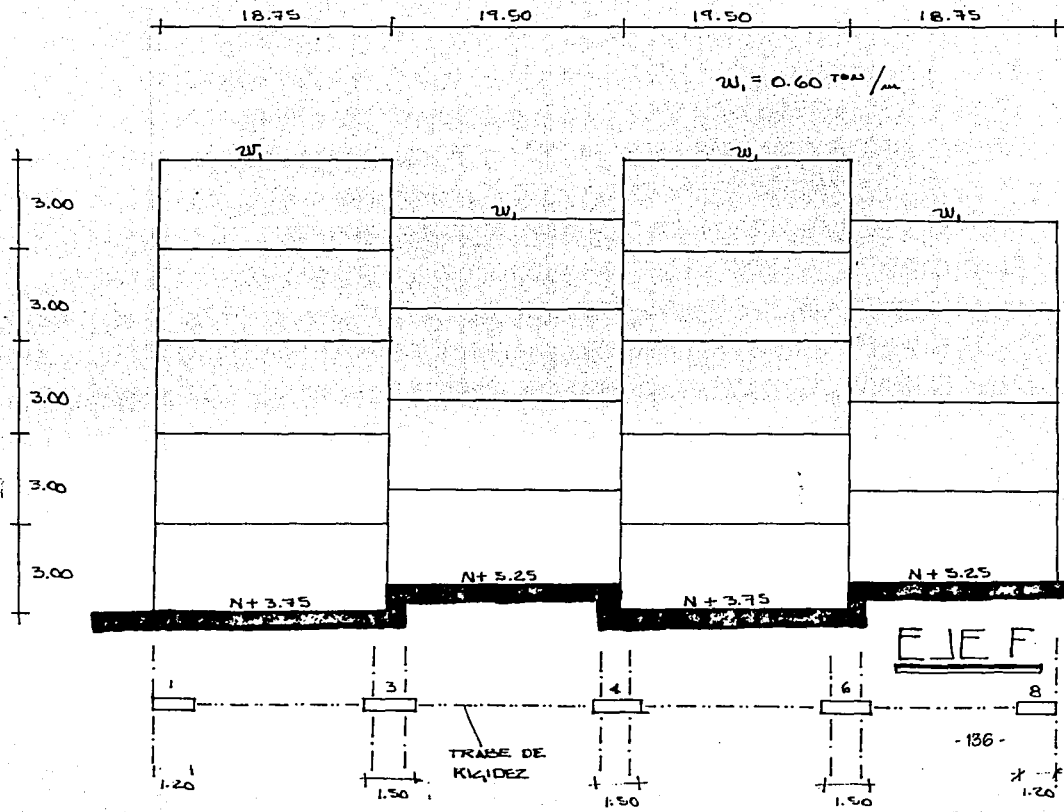 18.75 19.50 19.50 18.75
W₁ = 0.60 TON/m
W₁ W₁
3.00
W₁ W₁
3.00
3.00
3.00
3.00
N+5.25 N+5.25
N+3.75 N+3.75
EJE F
1 3 4 6 8
TRABE DE
RIGIDEZ
-136-
1.20 1.50 1.50 1.50 1.20